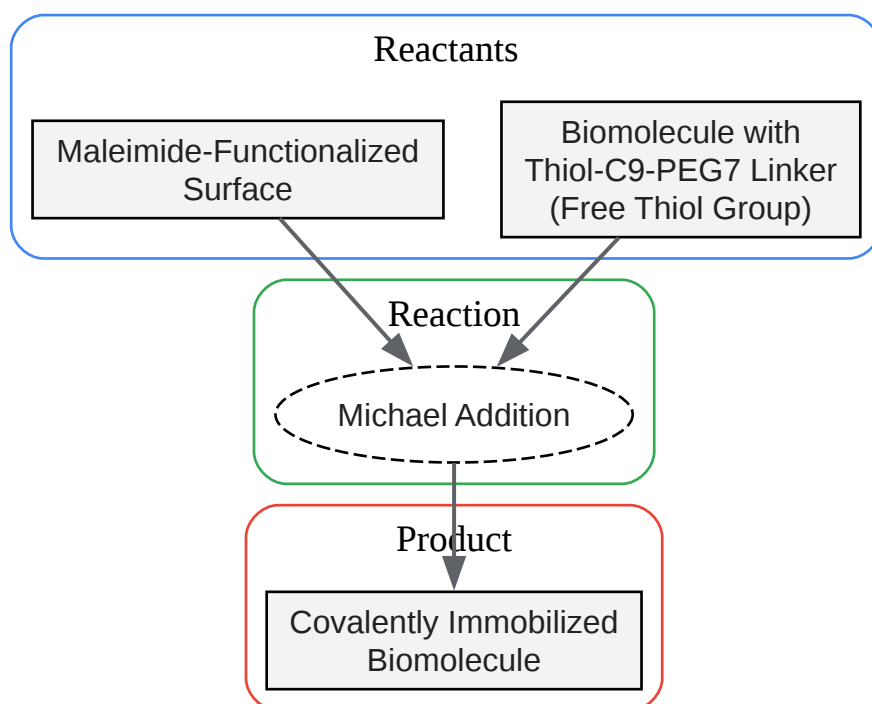 Reactants
Maleimide-Functionalized
Surface
Biomolecule with
Thiol-C9-PEG7 Linker
(Free Thiol Group)
Reaction
Michael Addition
Product
Covalently Immobilized
Biomolecule